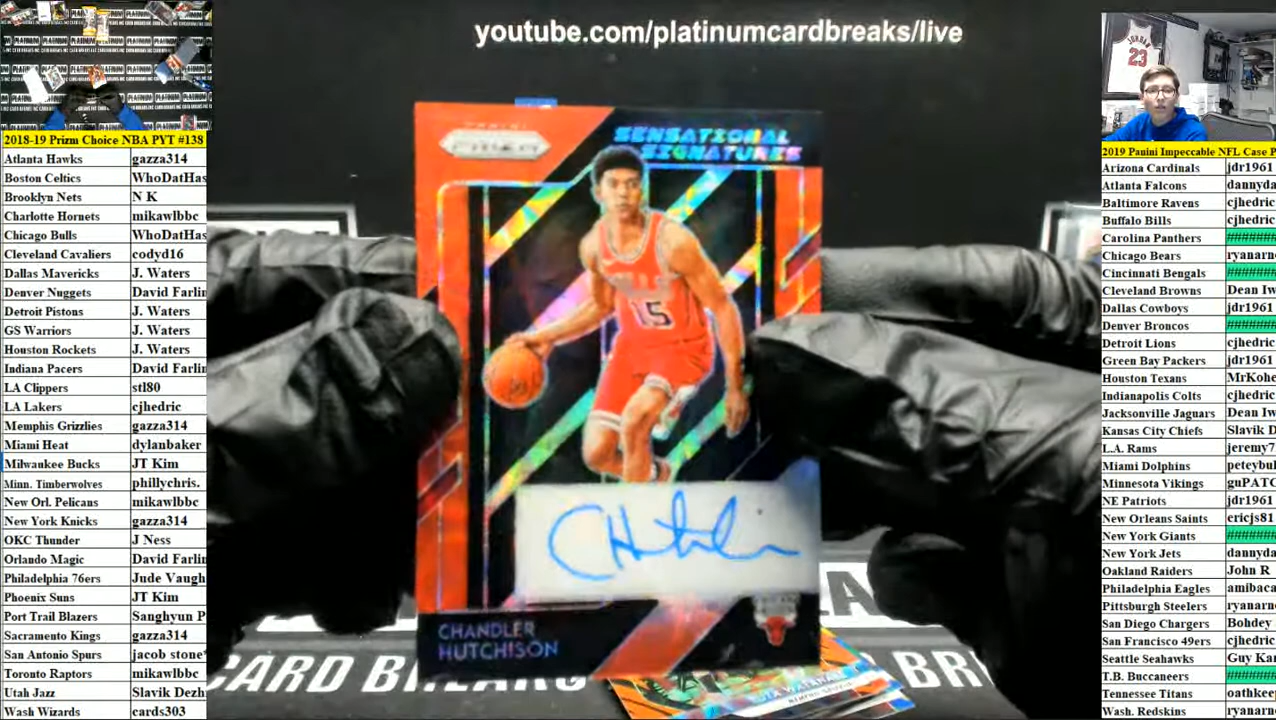 youtube.com/platinumcardbreaks/live
2018-19 Prizm Choice NBA PYT #138
Atlanta Hawks gazza314
Boston Celtics WhoDatHas
Brooklyn Nets N K
Charlotte Hornets mikawlbbc
Chicago Bulls WhoDatHas
Cleveland Cavaliers codyd16
Dallas Mavericks J. Waters
Denver Nuggets David Farlin
Detroit Pistons J. Waters
GS Warriors J. Waters
Houston Rockets J. Waters
Indiana Pacers David Farlin
LA Clippers stl80
LA Lakers cjhedric
Memphis Grizzlies gazza314
Miami Heat dylanbaker
Milwaukee Bucks JT Kim
Minn. Timberwolves phillychris.
New Orl. Pelicans mikawlbbc
New York Knicks gazza314
OKC Thunder J Ness
Orlando Magic David Farlin
Philadelphia 76ers Jude Vaugh
Phoenix Suns JT Kim
Port Trail Blazers Sanghyun P
Sacramento Kings gazza314
San Antonio Spurs jacob stone
Toronto Raptors mikawlbbc
Utah Jazz Slavik Dezh
Wash Wizards cards303
PRIZM
SENSATIONAL
SIGNATURES
15
CHANDLER
HUTCHISON
CARD BREA
BR
JORDAN
23
2019 Panini Impeccable NFL Case P
Arizona Cardinals jdr1961
Atlanta Falcons dannyda
Baltimore Ravens cjhedric
Buffalo Bills cjhedric
Carolina Panthers #######
Chicago Bears ryanarn
Cincinnati Bengals #######
Cleveland Browns Dean Iw
Dallas Cowboys jdr1961
Denver Broncos #######
Detroit Lions cjhedric
Green Bay Packers jdr1961
Houston Texans MrKohe
Indianapolis Colts cjhedric
Jacksonville Jagnars Dean Iw
Kansas City Chiefs Slavik D
L.A. Rams jeremy7
Miami Dolphins peteybul
Minnesota Vikings guPATC
NE Patriots jdr1961
New Orleans Saints ericjs81
New York Giants #######
New York Jets dannyda
Oakland Raiders John R
Philadelphia Eagles amibaca
Pittsburgh Steelers ryanarn
San Diego Chargers Bohdey
San Francisco 49ers cjhedric
Seattle Seahawks Guy Kar
T.B. Buccaneers #######
Tennessee Titans oathkee
Wash. Redskins ryanarn